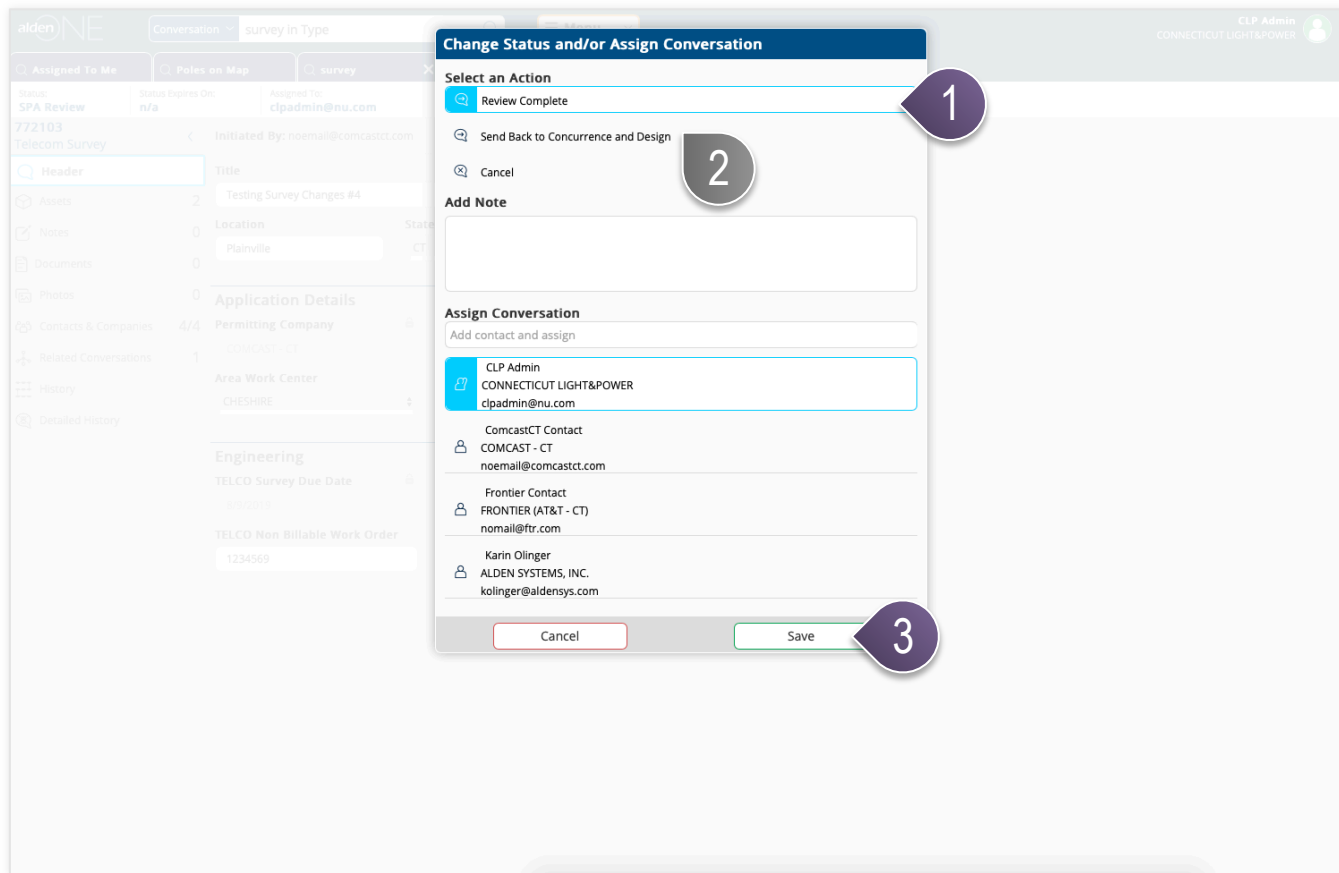 alden ONE
Conversation
survey in Type
Menu
CLP Admin
CONNECTICUT LIGHT&POWER
Assigned To Me
Poles on Map
survey
Status:
SPA Review
Status Expires On:
n/a
Assigned To:
clpadmin@nu.com
772103
Telecom Survey
Header
Assets 2
Notes 0
Documents 0
Photos 0
Contacts & Companies 4/4
Related Conversations 1
History
Detailed History
Initiated By: noemail@comcastct.com
Title
Testing Survey Changes #4
Location
State
Plainville
CT
Application Details
Permitting Company
COMCAST - CT
Area Work Center
CHESHIRE
Engineering
TELCO Survey Due Date
TELCO Non Billable Work Order
1234569
Change Status and/or Assign Conversation
Select an Action
Review Complete
1
Send Back to Concurrence and Design
2
Cancel
Add Note
Assign Conversation
Add contact and assign
CLP Admin
CONNECTICUT LIGHT&POWER
clpadmin@nu.com
ComcastCT Contact
COMCAST - CT
noemail@comcastct.com
Frontier Contact
FRONTIER (AT&T - CT)
nomail@ftr.com
Karin Olinger
ALDEN SYSTEMS, INC.
kolinger@aldensys.com
Cancel
Save
3